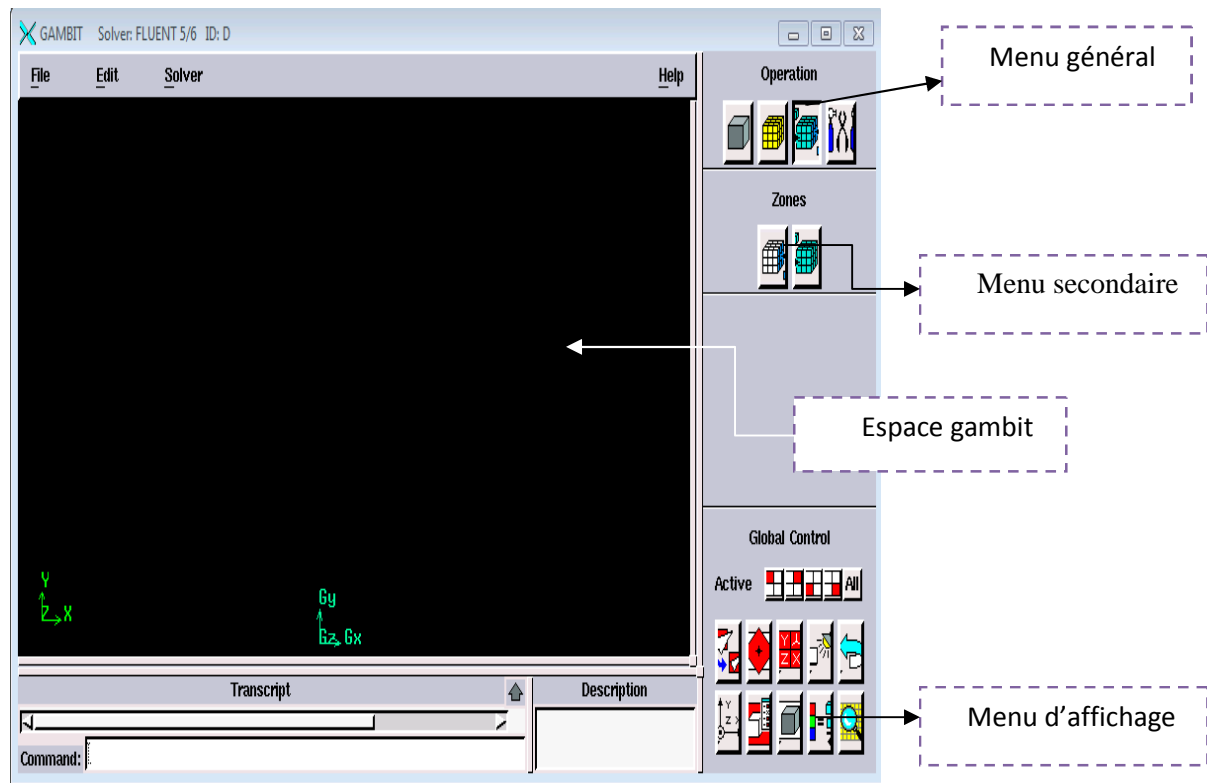 GAMBIT Solver: FLUENT 5/6 ID: D
File Edit Solver Help
Operation
Menu général
Zones
Menu secondaire
Espace gambit
Global Control
Active All
Y
Z X
Gy
Gz Gx
Transcript
Description
Command:
Menu d’affichage